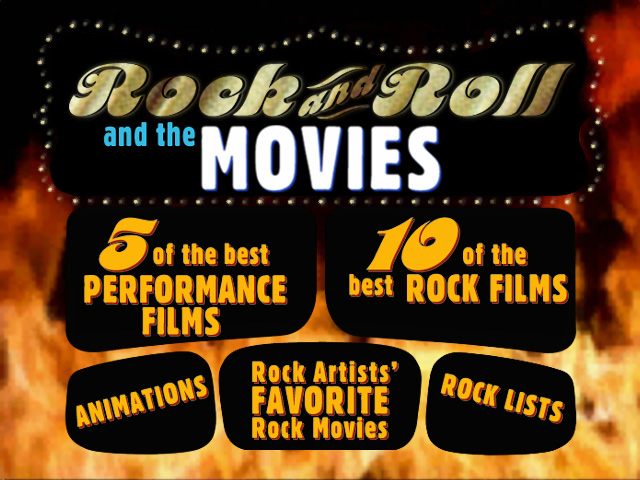 Rock and Roll
and the MOVIES
5 of the best
PERFORMANCE
FILMS
10 of the
best ROCK FILMS
ANIMATIONS
Rock Artists'
FAVORITE
Rock Movies
ROCK LISTS